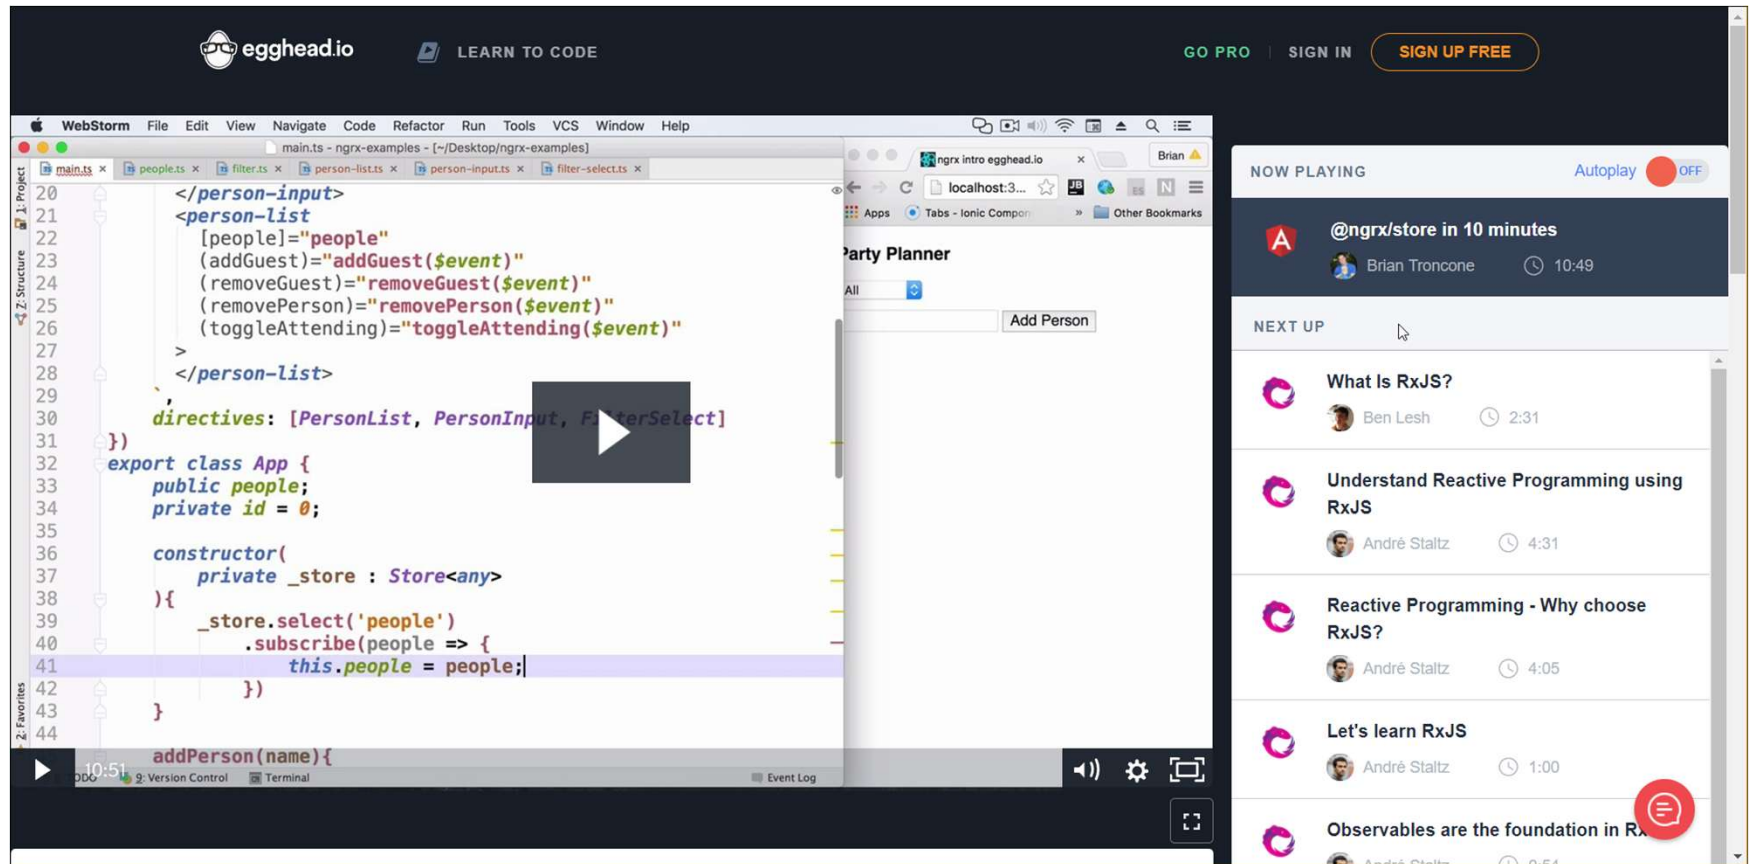 egghead.io
LEARN TO CODE
GO PRO
SIGN IN
SIGN UP FREE
WebStorm File Edit View Navigate Code Refactor Run Tools VCS Window Help
main.ts - ngrx-examples - [~/Desktop/ngrx-examples]
main.ts × people.ts × filter.ts × person-list.ts × person-input.ts × filter-select.ts ×
1: Project
Z: Structure
2: Favorites
20 </person-input>
21 <person-list
22 [people]="people"
23 (addGuest)="addGuest($event)"
24 (removeGuest)="removeGuest($event)"
25 (removePerson)="removePerson($event)"
26 (toggleAttending)="toggleAttending($event)"
27 >
28 </person-list>
29 `,
30 directives: [PersonList, PersonInput, FilterSelect]
31 })
32 export class App {
33 public people;
34 private id = 0;
35
36 constructor(
37 private _store : Store<any>
38 ){
39 _store.select('people')
40 .subscribe(people => {
41 this.people = people;
42 })
43 }
44
addPerson(name){
10:51
TODO 9: Version Control Terminal Event Log
ngrx intro egghead.io ×
Brian
localhost:3...
JB ES N
Apps Tabs - Ionic Compon » Other Bookmarks
Party Planner
All
Add Person
NOW PLAYING
Autoplay OFF
@ngrx/store in 10 minutes
Brian Troncone 10:49
NEXT UP
What Is RxJS?
Ben Lesh 2:31
Understand Reactive Programming using
RxJS
André Staltz 4:31
Reactive Programming - Why choose
RxJS?
André Staltz 4:05
Let's learn RxJS
André Staltz 1:00
Observables are the foundation in